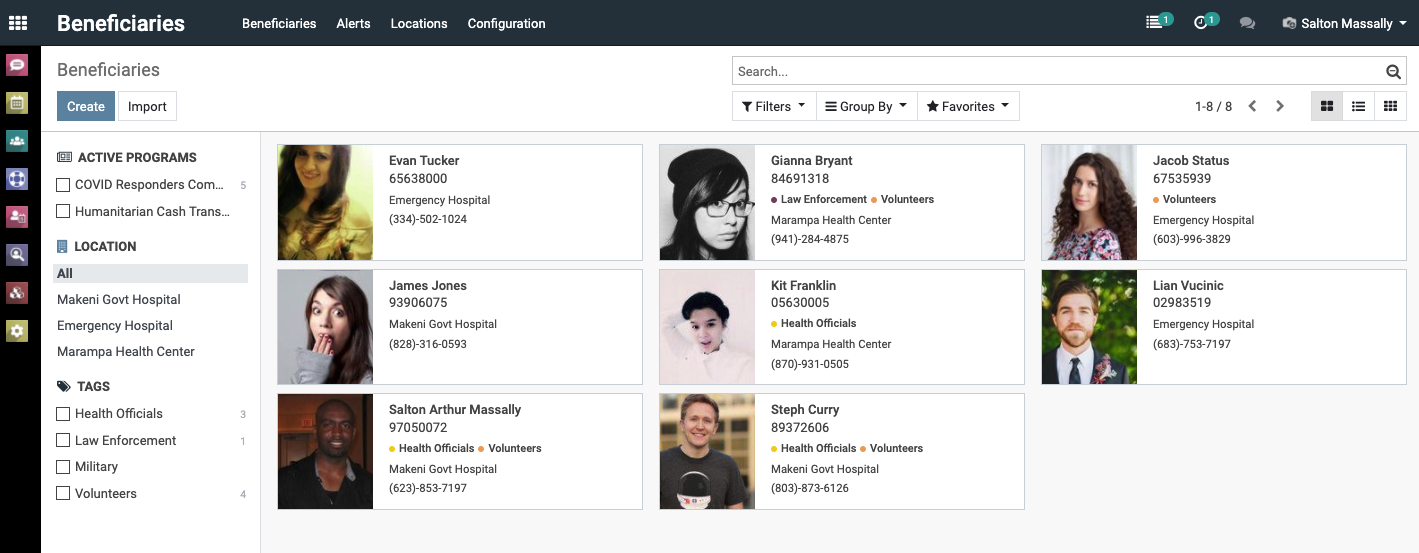 Beneficiaries
Beneficiaries Alerts Locations Configuration
1 1 Salton Massally
Beneficiaries
Search...
Create Import
Filters Group By Favorites
1-8 / 8
ACTIVE PROGRAMS
COVID Responders Com... 5
Humanitarian Cash Trans...
LOCATION
All
Makeni Govt Hospital
Emergency Hospital
Marampa Health Center
TAGS
Health Officials 3
Law Enforcement 1
Military
Volunteers 4
Evan Tucker
65638000
Emergency Hospital
(334)-502-1024
Gianna Bryant
84691318
Law Enforcement Volunteers
Marampa Health Center
(941)-284-4875
Jacob Status
67535939
Volunteers
Emergency Hospital
(603)-996-3829
James Jones
93906075
Makeni Govt Hospital
(828)-316-0593
Kit Franklin
05630005
Health Officials
Marampa Health Center
(870)-931-0505
Lian Vucinic
02983519
Emergency Hospital
(683)-753-7197
Salton Arthur Massally
97050072
Health Officials Volunteers
Makeni Govt Hospital
(623)-853-7197
Steph Curry
89372606
Health Officials Volunteers
Makeni Govt Hospital
(803)-873-6126